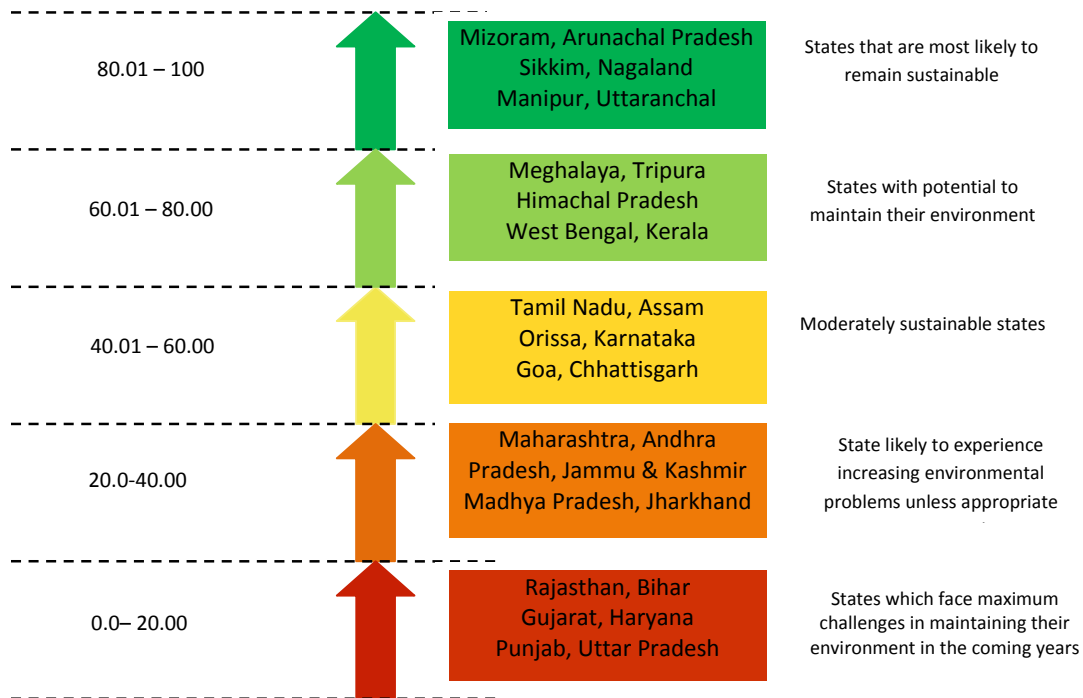 80.01 – 100
Mizoram, Arunachal Pradesh
Sikkim, Nagaland
Manipur, Uttaranchal
States that are most likely to
remain sustainable
60.01 – 80.00
Meghalaya, Tripura
Himachal Pradesh
West Bengal, Kerala
States with potential to
maintain their environment
40.01 – 60.00
Tamil Nadu, Assam
Orissa, Karnataka
Goa, Chhattisgarh
Moderately sustainable states
20.0-40.00
Maharashtra, Andhra
Pradesh, Jammu & Kashmir
Madhya Pradesh, Jharkhand
State likely to experience
increasing environmental
problems unless appropriate
0.0– 20.00
Rajasthan, Bihar
Gujarat, Haryana
Punjab, Uttar Pradesh
States which face maximum
challenges in maintaining their
environment in the coming years